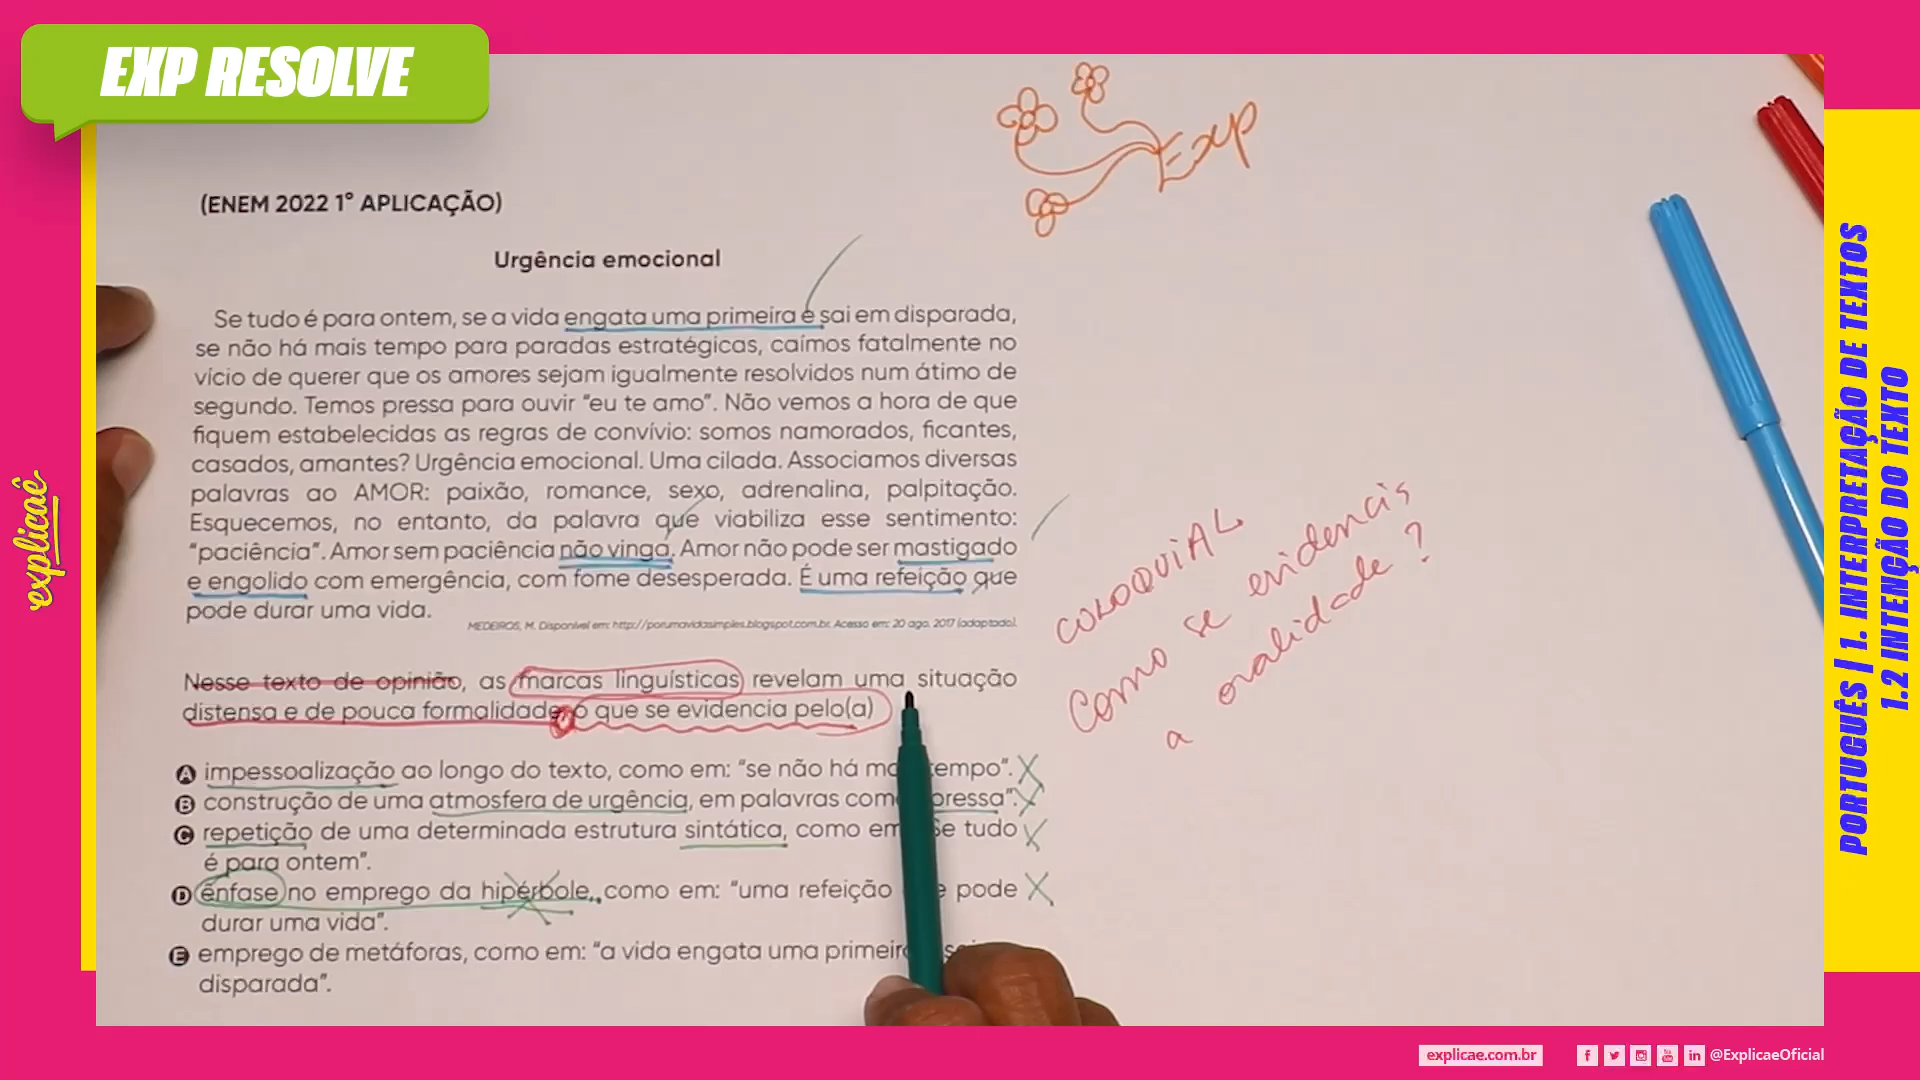 EXP RESOLVE
Exp
(ENEM 2022 1° APLICAÇÃO)
Urgência emocional
Se tudo é para ontem, se a vida engata uma primeira e sai em disparada,
se não há mais tempo para paradas estratégicas, caímos fatalmente no
vício de querer que os amores sejam igualmente resolvidos num átimo de
segundo. Temos pressa para ouvir “eu te amo”. Não vemos a hora de que
fiquem estabelecidas as regras de convívio: somos namorados, ficantes,
casados, amantes? Urgência emocional. Uma cilada. Associamos diversas
palavras ao AMOR: paixão, romance, sexo, adrenalina, palpitação.
Esquecemos, no entanto, da palavra que viabiliza esse sentimento:
“paciência”. Amor sem paciência não vinga. Amor não pode ser mastigado
e engolido com emergência, com fome desesperada. É uma refeição que
pode durar uma vida.
MEDEIROS, M. Disponível em: http://porumavidasimples.blogspot.com.br. Acesso em: 20 ago. 2017 (adaptado).
Nesse texto de opinião, as marcas linguísticas revelam uma situação
distensa e de pouca formalidade, o que se evidencia pelo(a)
A impessoalização ao longo do texto, como em: “se não há ma tempo”.
B construção de uma atmosfera de urgência, em palavras como pressa”.
C repetição de uma determinada estrutura sintática, como em Se tudo
é para ontem”.
D ênfase no emprego da hipérbole, como em: “uma refeição e pode
durar uma vida”.
E emprego de metáforas, como em: “a vida engata uma primeir sai
disparada”.
COLOQUIAL
Como se evidencis
a oralidade?
explicaê
PORTUGUÊS | 1. INTERPRETAÇÃO DE TEXTOS
1.2 INTENÇÃO DO TEXTO
explicae.com.br
@ExplicaeOficial